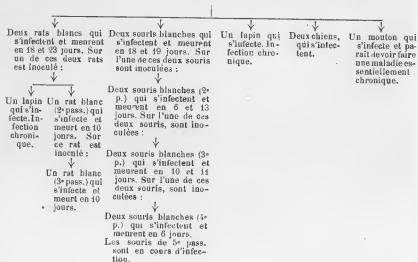 Deux rats blancs qui
s'infectent et meurent
en 18 et 23 jours. Sur
un de ces deux rats
est inoculé :
Un lapin
qui s'in-
fecte. In-
fection
chroni-
que.
Un rat blanc
(2e pass.) qui
s'infecte et
meurt en 10
jours. Sur
ce rat est
inoculé :
Un rat blanc
(3e pass.) qui
s'infecte et
meurt en 10
jours.
Deux souris blanches qui
s'infectent et meurent
en 18 et 19 jours. Sur
l'une de ces deux souris
sont inoculées :
Deux souris blanches (2e
p.) qui s'infectent et
meurent en 6 et 13
jours. Sur l'une de ces
deux souris, sont ino-
culées :
Deux souris blanches (3e
p.) qui s'infectent et
meurent en 10 et 11
jours. Sur l'une de ces
deux souris, sont ino-
culées :
Deux souris blanches (4e
p.) qui s'infectent et
meurent en 6 jours.
Les souris de 5e pass.
sont en cours d'infec-
tion.
Un lapin qui
s'infecte. In-
fection chro-
nique.
Deux chiens,
qui s'infec-
tent.
Un mouton qui
s'infecte et pa-
raît devoir faire
une maladie es-
sentiellement
chronique.